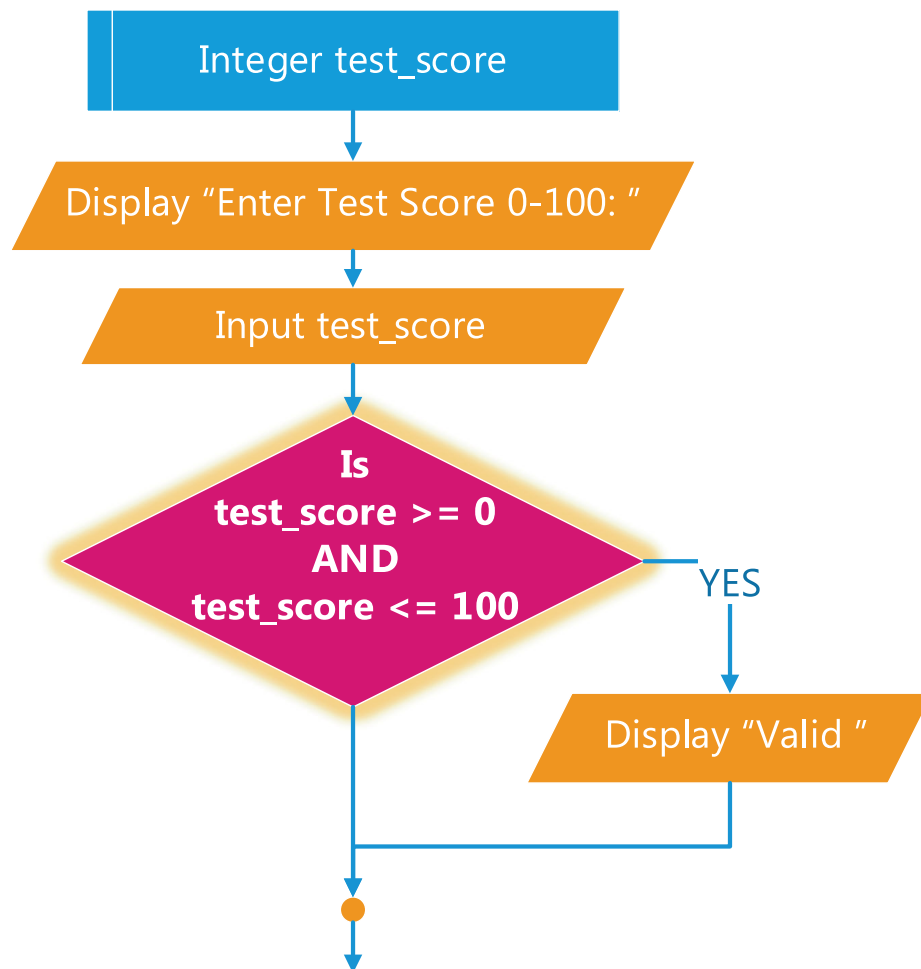 Integer test_score
Display “Enter Test Score 0-100: ”
Input test_score
Is
test_score >= 0
AND
test_score <= 100
YES
Display “Valid ”